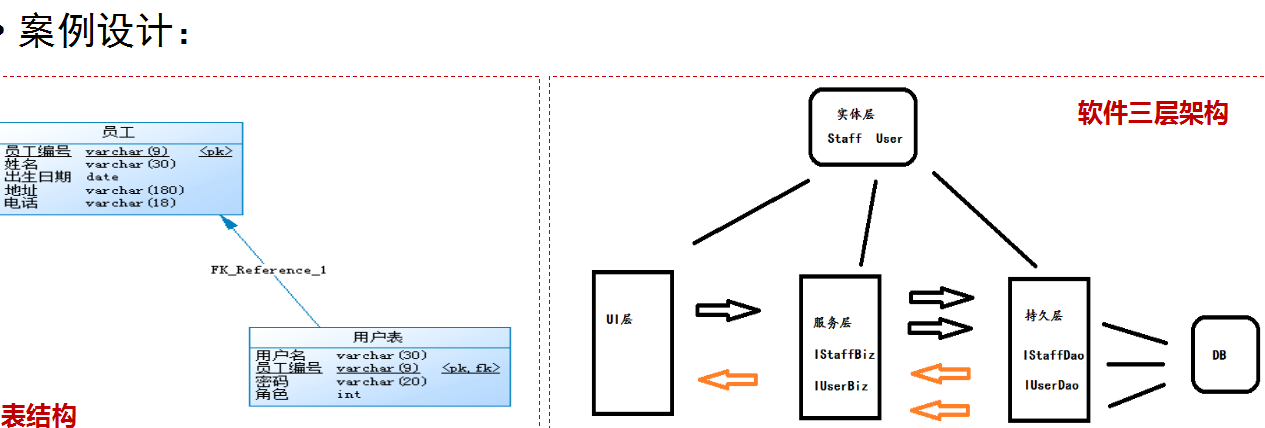 • 案例设计：
员工
员工编号 varchar(9) <pk>
姓名 varchar(30)
出生日期 date
地址 varchar(180)
电话 varchar(18)
FK_Reference_1
用户表
用户名 varchar(30)
员工编号 varchar(9) <pk,fk>
密码 varchar(20)
角色 int
表结构
软件三层架构
实体层
Staff User
UI层
服务层
IStaffBiz
IUserBiz
持久层
IStaffDao
IUserDao
DB